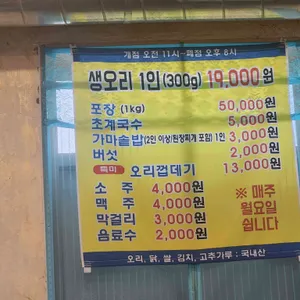 개점 오전 11시~폐점 오후 8시
생오리 1인 (300g) 19,000원
포장 (1kg) 50,000원
초계국수 5,000원
가마솥밥(2인 이상/된장찌개 포함) 1인 3,000원
버섯 2,000원
특미 오리껍데기 13,000원
소주 4,000원
맥주 4,000원
막걸리 3,000원
음료수 2,000원
※ 매주
월요일
쉽니다
오리, 닭, 쌀, 김치, 고추가루 : 국내산